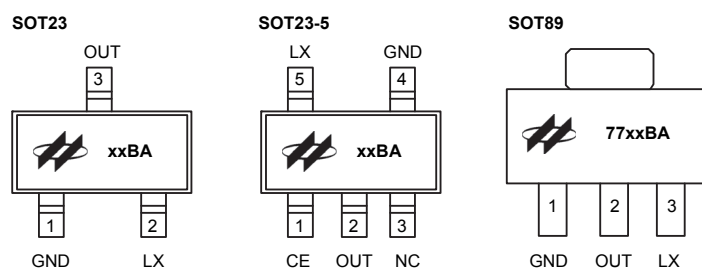 SOT23 SOT23-5 SOT89
OUT LX GND
3 5 4
xxBA xxBA 77xxBA
1 2 1 2 3 1 2 3
GND LX CE OUT NC GND OUT LX